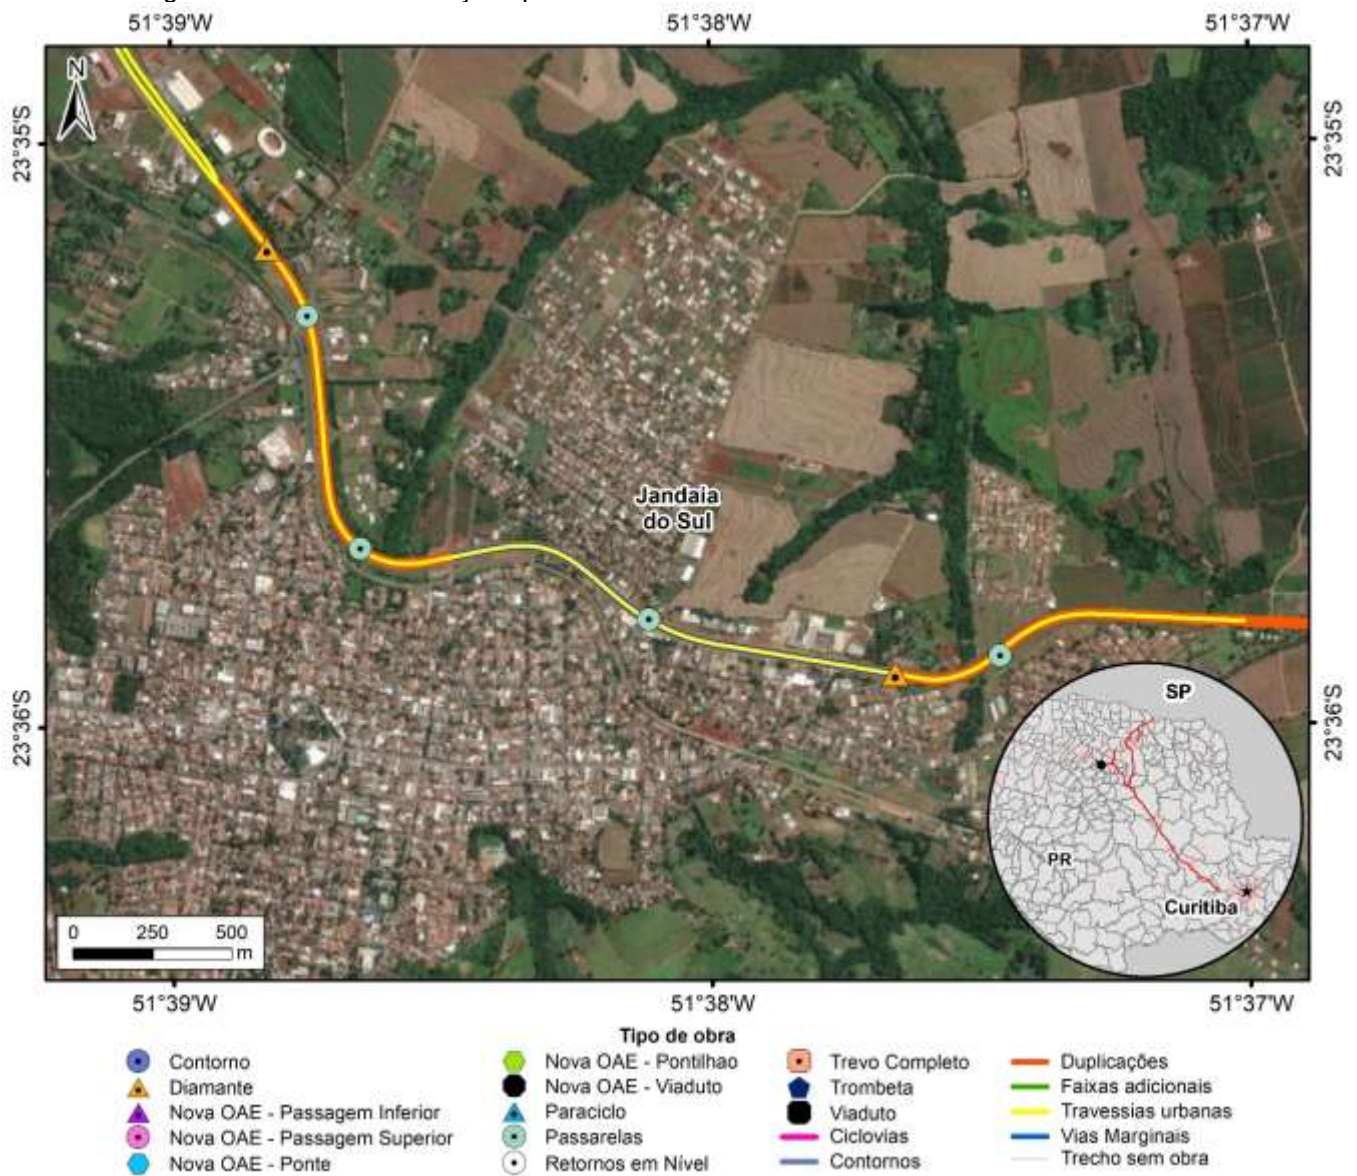 51°39'W 51°38'W 51°37'W
N
23°35'S 23°35'S
Jandaia
do Sul
SP
23°36'S 23°36'S
PR
Curitiba
0 250 500
m
51°39'W 51°38'W 51°37'W
Tipo de obra
Contorno
Diamante
Nova OAE - Passagem Inferior
Nova OAE - Passagem Superior
Nova OAE - Ponte
Nova OAE - Pontilhao
Nova OAE - Viaduto
Paraciclo
Passarelas
Retornos em Nível
Trevo Completo
Trombeta
Viaduto
Ciclovias
Contornos
Duplicações
Faixas adicionais
Travessias urbanas
Vias Marginais
Trecho sem obra